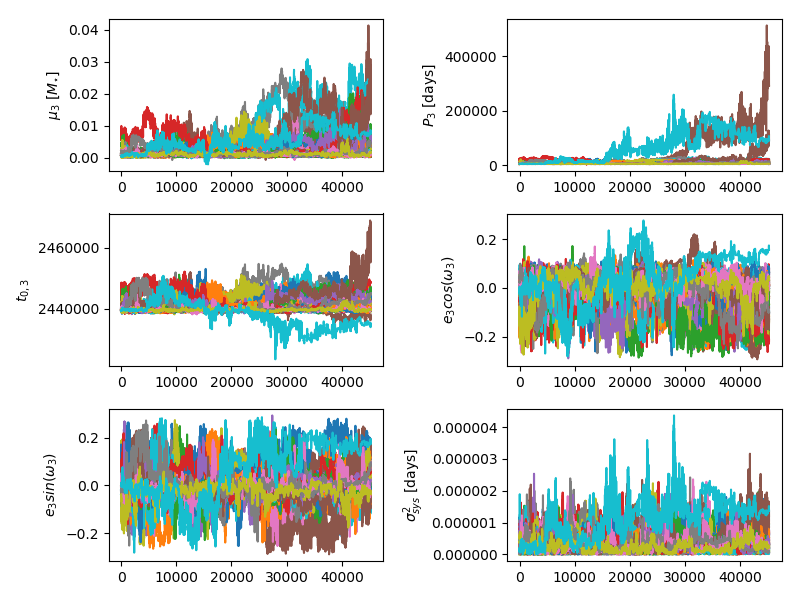 μ₃ [M⋆]
0.04
0.03
0.02
0.01
0.00
0 10000 20000 30000 40000
P₃ [days]
400000
200000
0
0 10000 20000 30000 40000
t₀,₃
2460000
2440000
0 10000 20000 30000 40000
e₃cos(ω₃)
0.2
0.0
−0.2
0 10000 20000 30000 40000
e₃sin(ω₃)
0.2
0.0
−0.2
0 10000 20000 30000 40000
σ²sys [days]
0.000004
0.000003
0.000002
0.000001
0.000000
0 10000 20000 30000 40000